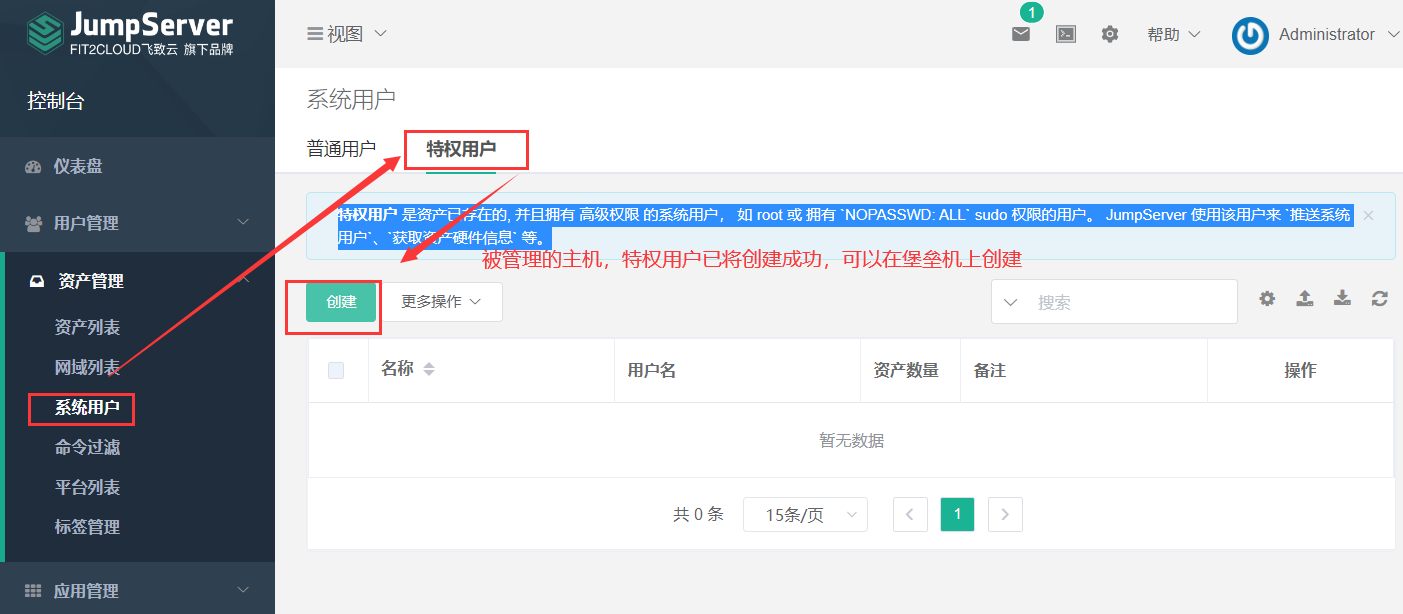 JumpServer
FIT2CLOUD飞致云 旗下品牌
控制台
仪表盘
用户管理
资产管理
资产列表
网域列表
系统用户
命令过滤
平台列表
标签管理
应用管理
视图
1
帮助
Administrator
系统用户
普通用户
特权用户
特权用户 是资产已存在的, 并且拥有 高级权限 的系统用户， 如 root 或 拥有 `NOPASSWD: ALL` sudo 权限的用户。 JumpServer 使用该用户来 `推送系统
用户`、`获取资产硬件信息` 等。
被管理的主机，特权用户已将创建成功，可以在堡垒机上创建
创建
更多操作
搜索
名称
用户名
资产数量
备注
操作
暂无数据
共 0 条
15条/页
1